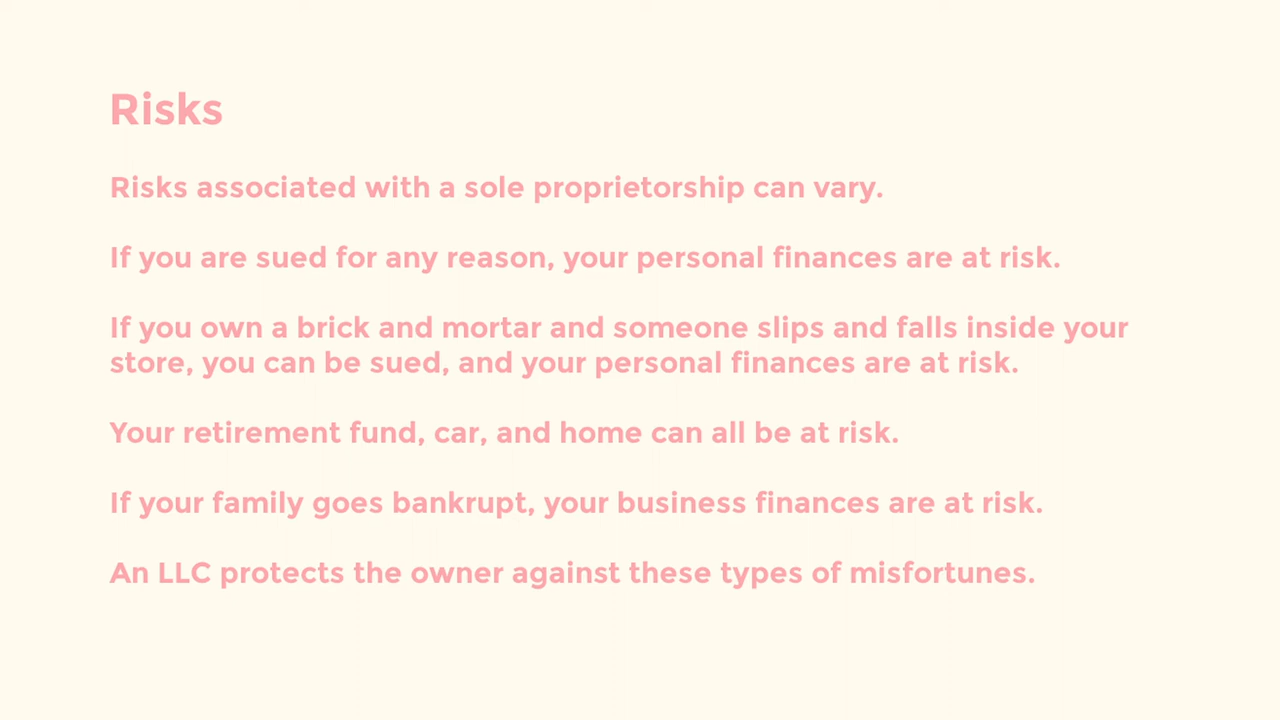 Risks
Risks associated with a sole proprietorship can vary.
If you are sued for any reason, your personal finances are at risk.
If you own a brick and mortar and someone slips and falls inside your
store, you can be sued, and your personal finances are at risk.
Your retirement fund, car, and home can all be at risk.
If your family goes bankrupt, your business finances are at risk.
An LLC protects the owner against these types of misfortunes.